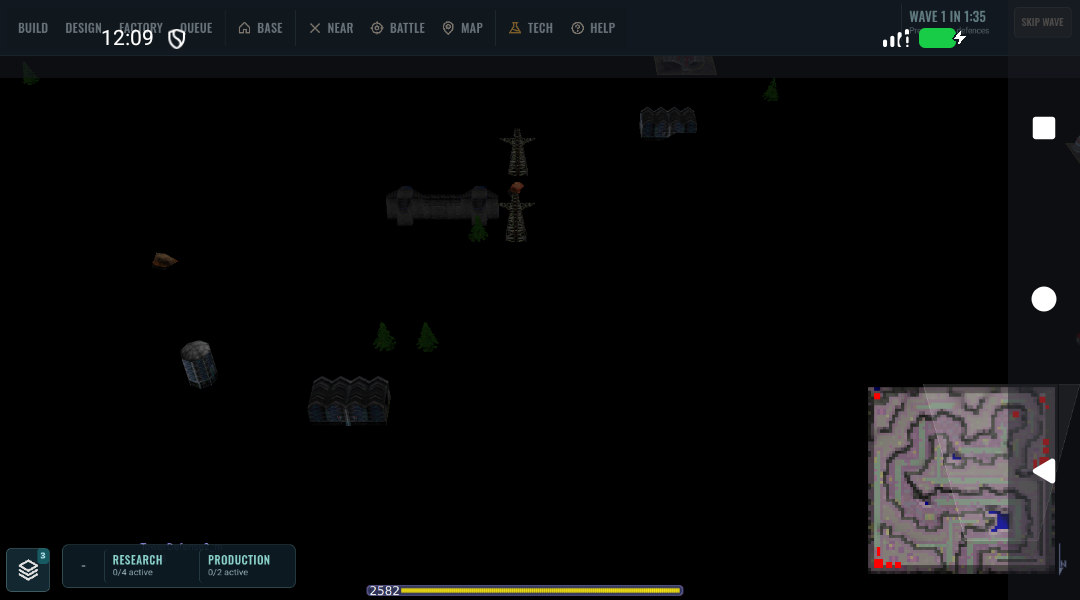 BUILD DESIGN FACTORY QUEUE BASE NEAR BATTLE MAP TECH HELP
WAVE 1 IN 1:35
SKIP WAVE
12:09
3
-
RESEARCH
0/4 active
PRODUCTION
0/2 active
2582